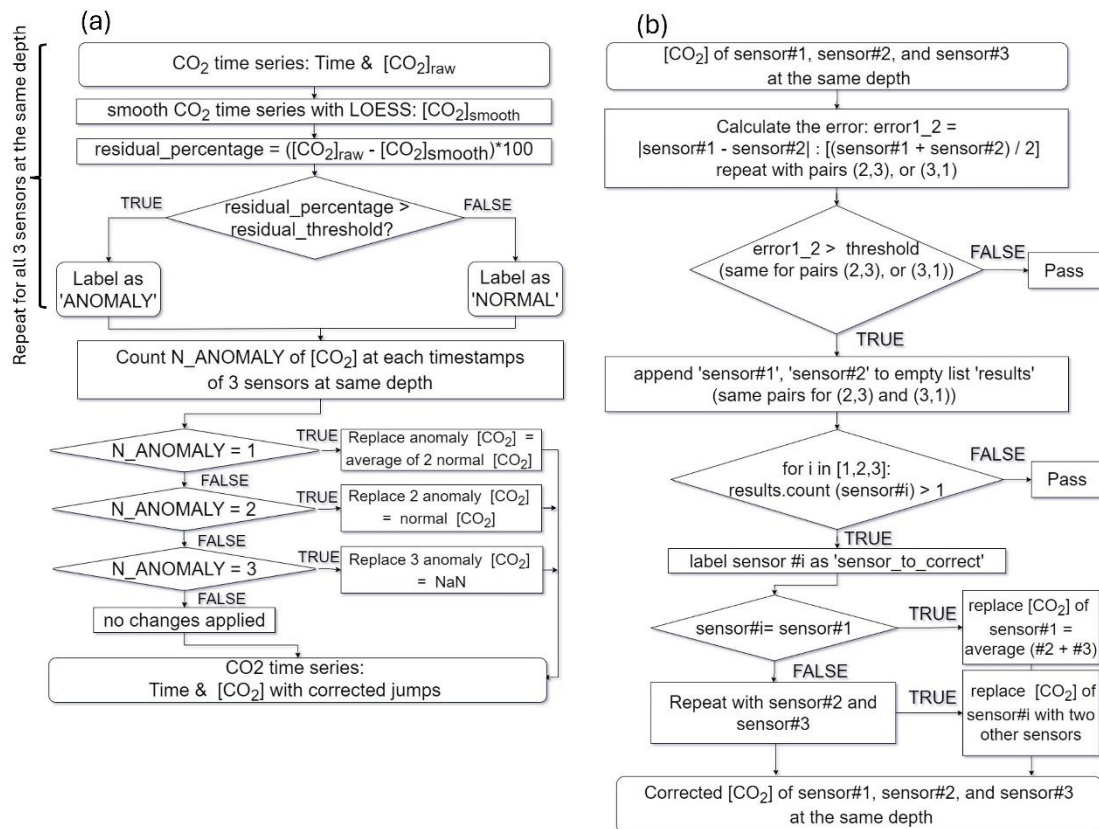 (a)
Repeat for all 3 sensors at the same depth
CO₂ time series: Time & [CO₂]raw
smooth CO₂ time series with LOESS: [CO₂]smooth
residual_percentage = ([CO₂]raw - [CO₂]smooth)*100
TRUE
residual_percentage >
residual_threshold?
FALSE
Label as
'ANOMALY'
Label as
'NORMAL'
Count N_ANOMALY of [CO₂] at each timestamps
of 3 sensors at same depth
N_ANOMALY = 1
TRUE
Replace anomaly [CO₂] =
average of 2 normal [CO₂]
FALSE
N_ANOMALY = 2
TRUE
Replace 2 anomaly [CO₂]
= normal [CO₂]
FALSE
N_ANOMALY = 3
TRUE
Replace 3 anomaly [CO₂]
= NaN
FALSE
no changes applied
CO2 time series:
Time & [CO₂] with corrected jumps
(b)
[CO₂] of sensor#1, sensor#2, and sensor#3
at the same depth
Calculate the error: error1_2 =
|sensor#1 - sensor#2| : [(sensor#1 + sensor#2) / 2]
repeat with pairs (2,3), or (3,1)
error1_2 > threshold
(same for pairs (2,3), or (3,1))
FALSE
Pass
TRUE
append 'sensor#1', 'sensor#2' to empty list 'results'
(same pairs for (2,3) and (3,1))
for i in [1,2,3]:
results.count (sensor#i) > 1
FALSE
Pass
TRUE
label sensor #i as 'sensor_to_correct'
sensor#i= sensor#1
TRUE
replace [CO₂] of
sensor#1 =
average (#2 + #3)
FALSE
Repeat with sensor#2 and
sensor#3
TRUE
replace [CO₂] of
sensor#i with two
other sensors
Corrected [CO₂] of sensor#1, sensor#2, and sensor#3
at the same depth